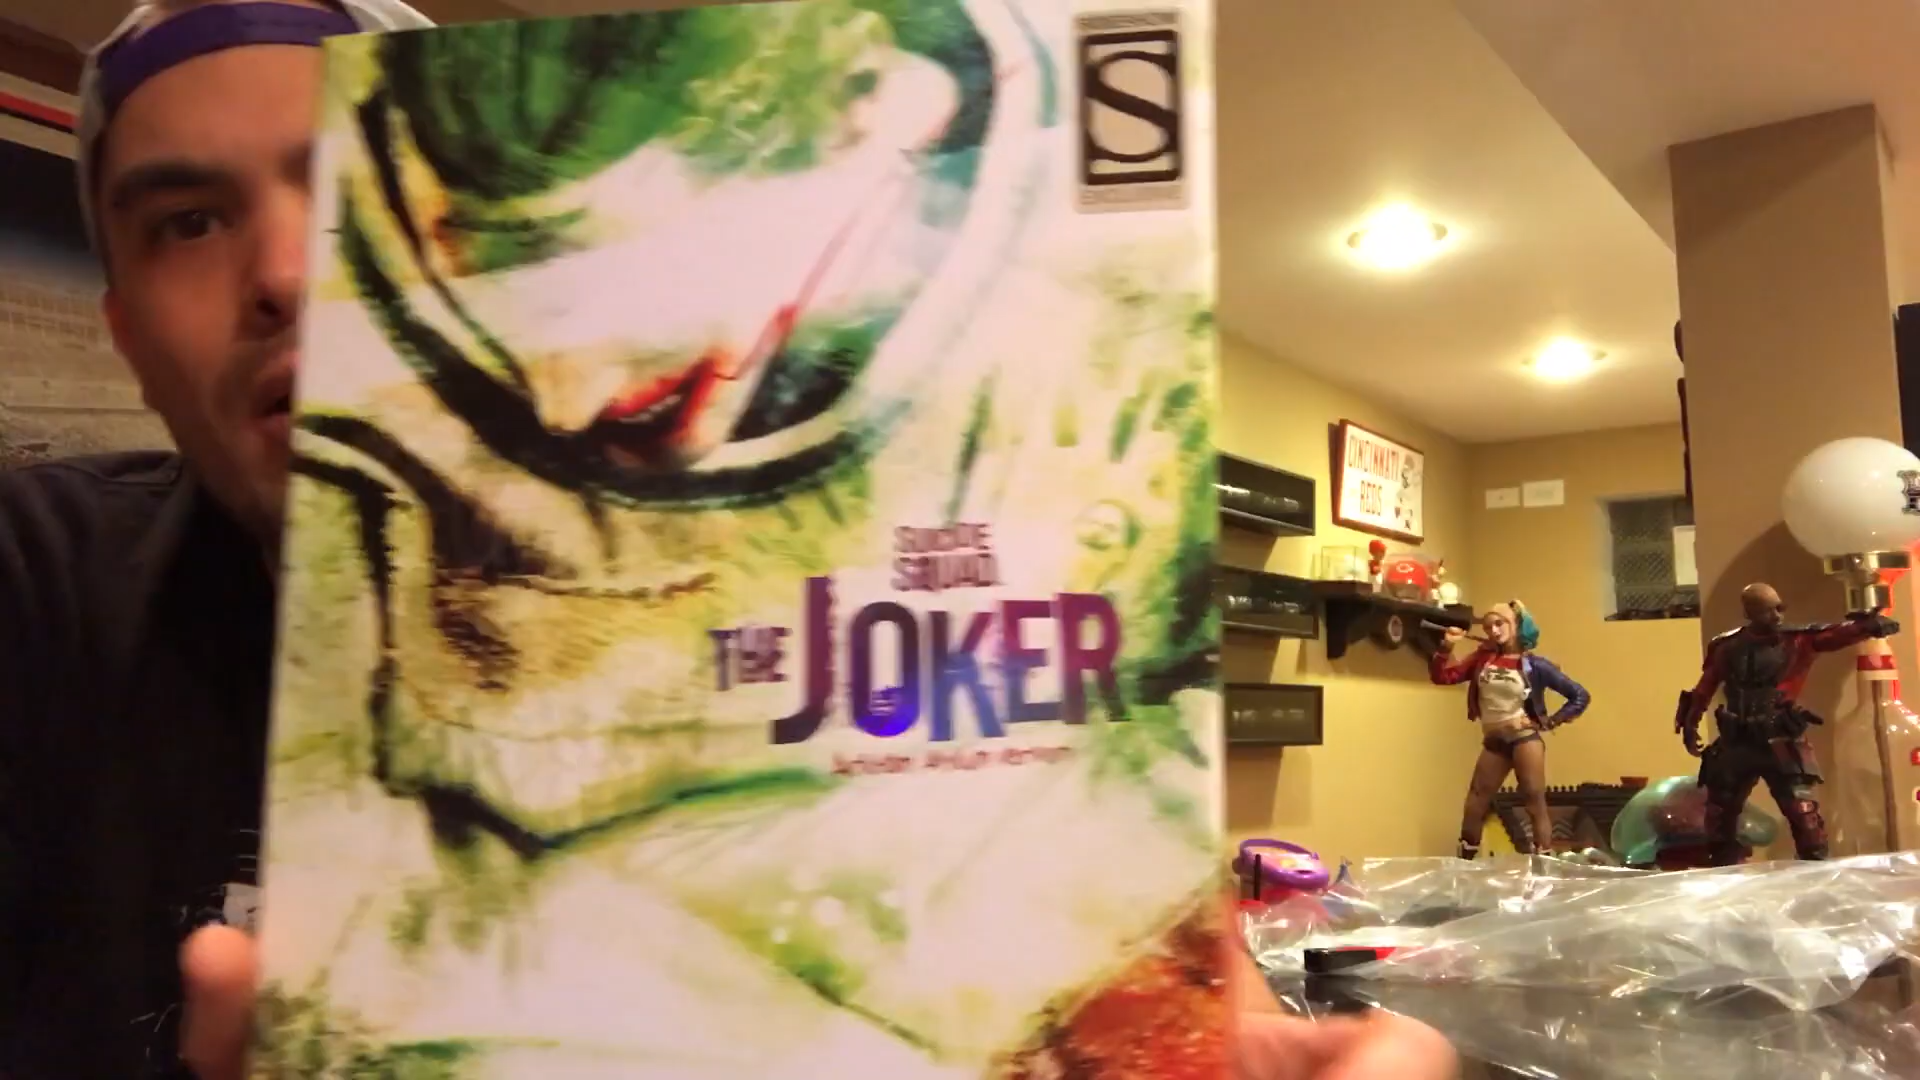 S
SUICIDE
SQUAD
THE JOKER
CINCINNATI
REDS